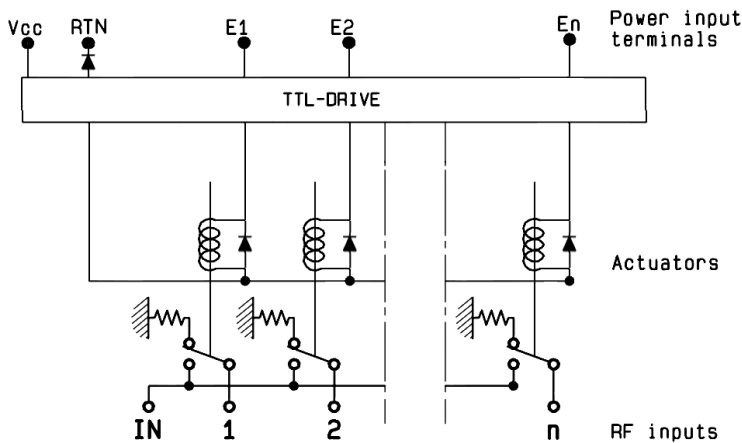 Vcc RTN E1 E2 En Power input
terminals
TTL-DRIVE
Actuators
IN 1 2 n RF inputs